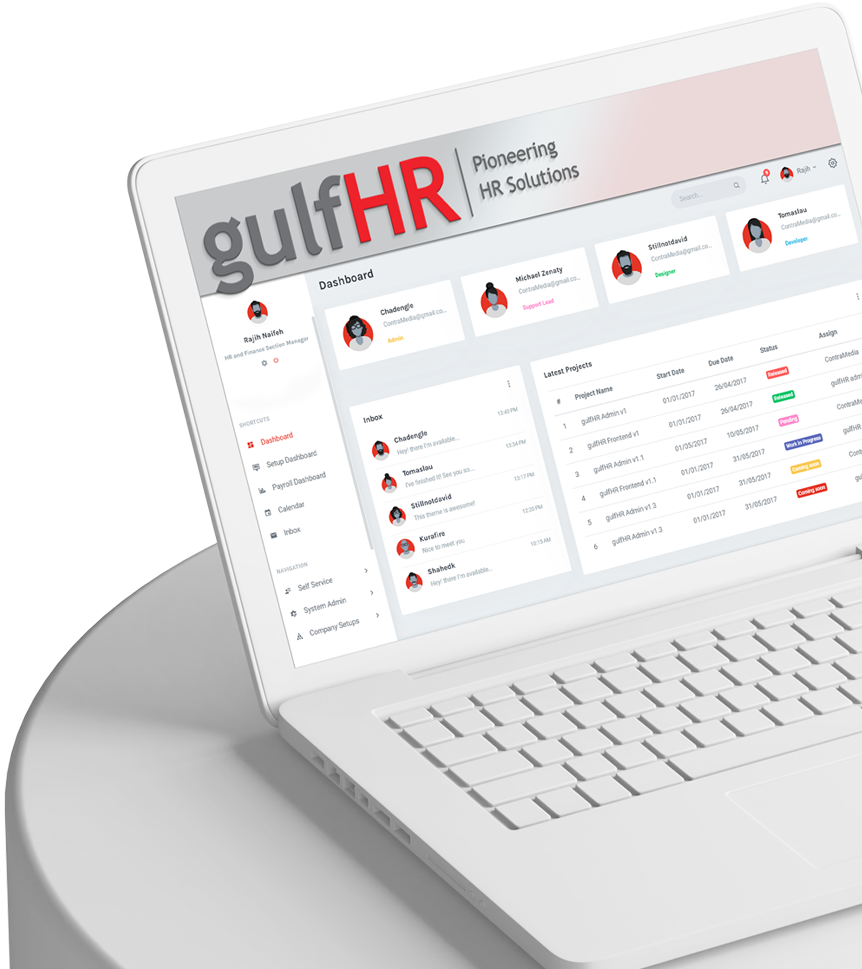 gulfHR
Pioneering
HR Solutions
Search...
Rajih
Dashboard
Rajih Naifeh
HR and Finance Section Manager
SHORTCUTS
Dashboard
Setup Dashboard
Payroll Dashboard
Calendar
Inbox
NAVIGATION
Self Service
System Admin
Company Setups
Chadengle
ContraMedia@gmail.co...
Admin
Michael Zenaty
ContraMedia@gmail.co...
Support Lead
Stillnotdavid
ContraMedia@gmail.co...
Designer
Tomaslau
ContraMedia@gmail.co...
Developer
Inbox
Chadengle 13:40 PM
Hey! there I'm available...
Tomaslau 13:34 PM
I've finished it! See you so...
Stillnotdavid 13:17 PM
This theme is awesome!
Kurafire 12:20 PM
Nice to meet you
Shahedk 10:15 AM
Hey! there I'm available...
Latest Projects
# Project Name Start Date Due Date Status Assign
1 gulfHR Admin v1 01/01/2017 26/04/2017 Released ContraMedia
2 gulfHR Frontend v1 01/01/2017 26/04/2017 Released gulfHR admi
3 gulfHR Admin v1.1 01/05/2017 10/05/2017 Pending ContraMe
4 gulfHR Frontend v1.1 01/01/2017 31/05/2017 Work in Progress gulfHR
5 gulfHR Admin v1.3 01/01/2017 31/05/2017 Coming soon Cont
6 gulfHR Admin v1.3 01/01/2017 31/05/2017 Coming soon gu